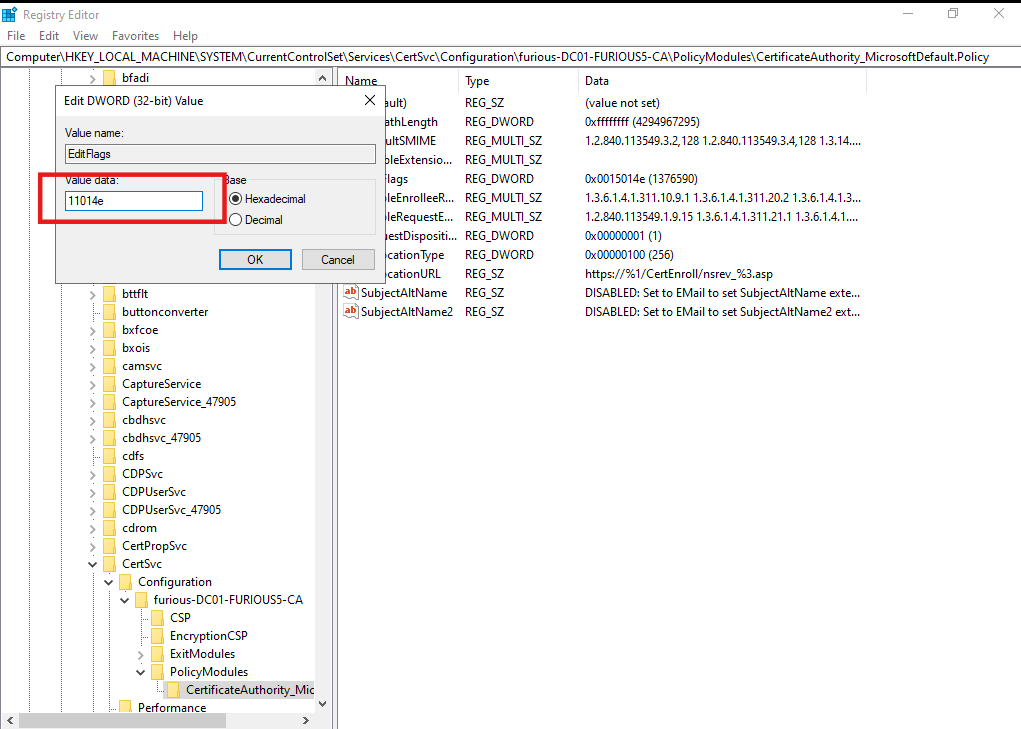 Registry Editor
File Edit View Favorites Help
Computer\HKEY_LOCAL_MACHINE\SYSTEM\CurrentControlSet\Services\CertSvc\Configuration\furious-DC01-FURIOUS5-CA\PolicyModules\CertificateAuthority_MicrosoftDefault.Policy
bfadi
Edit DWORD (32-bit) Value
Value name:
EditFlags
Value data:
11014e
Base
Hexadecimal
Decimal
OK Cancel
bttflt
buttonconverter
bxfcoe
bxois
camsvc
CaptureService
CaptureService_47905
cbdhsvc
cbdhsvc_47905
cdfs
CDPSvc
CDPUserSvc
CDPUserSvc_47905
cdrom
CertPropSvc
CertSvc
Configuration
furious-DC01-FURIOUS5-CA
CSP
EncryptionCSP
ExitModules
PolicyModules
CertificateAuthority_Mic
Performance
Name Type Data
ault) REG_SZ (value not set)
athLength REG_DWORD 0xffffffff (4294967295)
ultSMIME REG_MULTI_SZ 1.2.840.113549.3.2,128 1.2.840.113549.3.4,128 1.3.14....
bleExtensio... REG_MULTI_SZ
lags REG_DWORD 0x0015014e (1376590)
bleEnrolleeR... REG_MULTI_SZ 1.3.6.1.4.1.311.10.9.1 1.3.6.1.4.1.311.20.2 1.3.6.1.4.1.3...
bleRequestE... REG_MULTI_SZ 1.2.840.113549.1.9.15 1.3.6.1.4.1.311.21.1 1.3.6.1.4.1....
uestDispositi... REG_DWORD 0x00000001 (1)
ocationType REG_DWORD 0x00000100 (256)
ocationURL REG_SZ https://%1/CertEnroll/nsrev_%3.asp
ab SubjectAltName REG_SZ DISABLED: Set to EMail to set SubjectAltName exte...
ab SubjectAltName2 REG_SZ DISABLED: Set to EMail to set SubjectAltName2 ext...